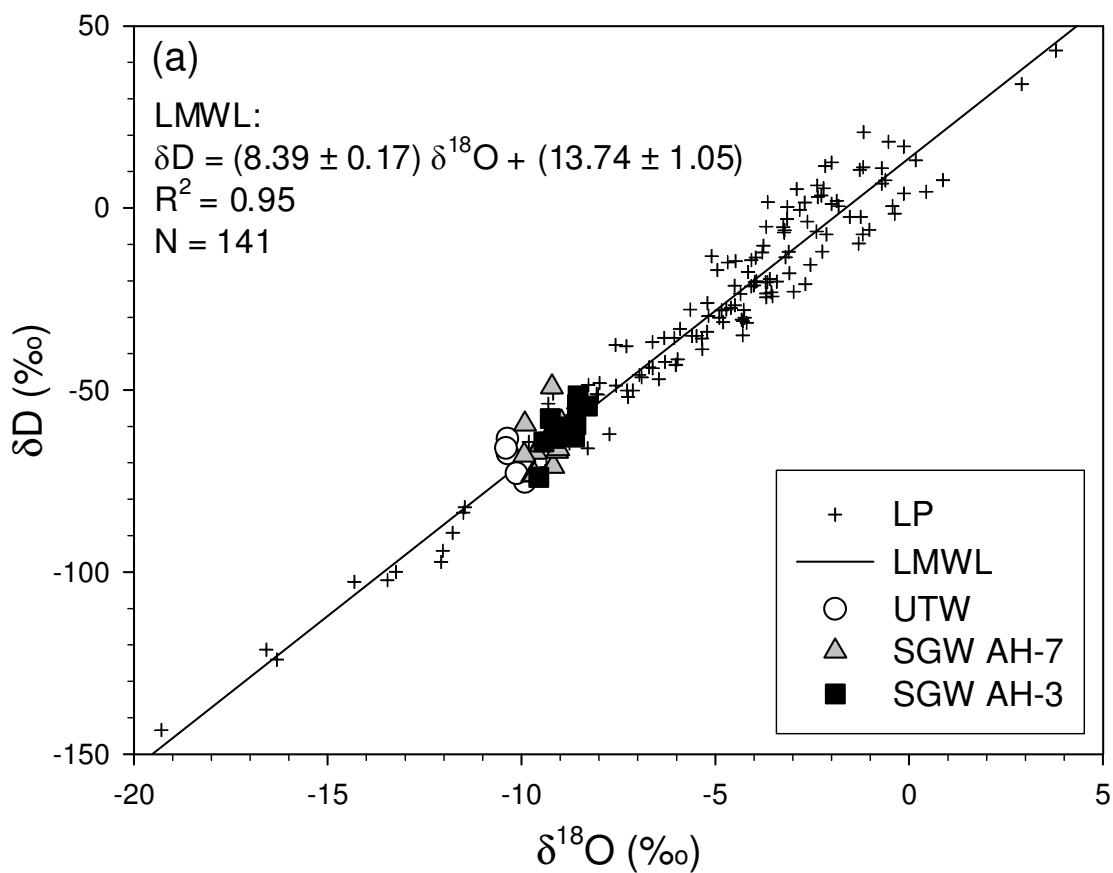 (a)
LMWL:
δD = (8.39 ± 0.17) δ¹⁸O + (13.74 ± 1.05)
R² = 0.95
N = 141
50
0
-50
-100
-150
δD (‰)
LP
LMWL
UTW
SGW AH-7
SGW AH-3
-20 -15 -10 -5 0 5
δ¹⁸O (‰)